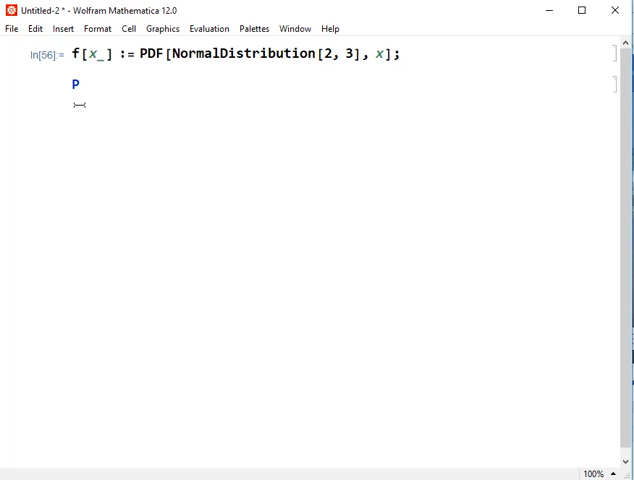 Untitled-2 * - Wolfram Mathematica 12.0
File Edit Insert Format Cell Graphics Evaluation Palettes Window Help
In[56]:= f[x_] := PDF[NormalDistribution[2, 3], x];
P
100%